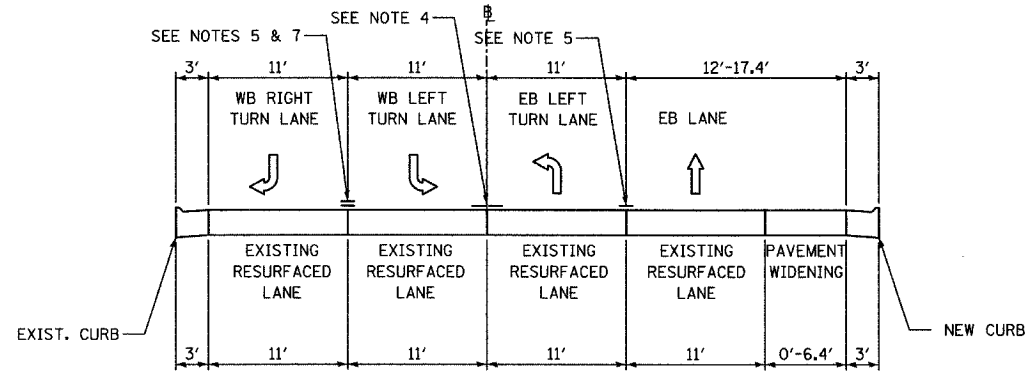 SEE NOTE 4
℄
SEE NOTES 5 & 7
SEE NOTE 5
3' 11' 11' 11' 12'-17.4' 3'
WB RIGHT
TURN LANE
WB LEFT
TURN LANE
EB LEFT
TURN LANE
EB LANE
EXISTING
RESURFACED
LANE
EXISTING
RESURFACED
LANE
EXISTING
RESURFACED
LANE
EXISTING
RESURFACED
LANE
PAVEMENT
WIDENING
EXIST. CURB
NEW CURB
3' 11' 11' 11' 11' 0'-6.4' 3'